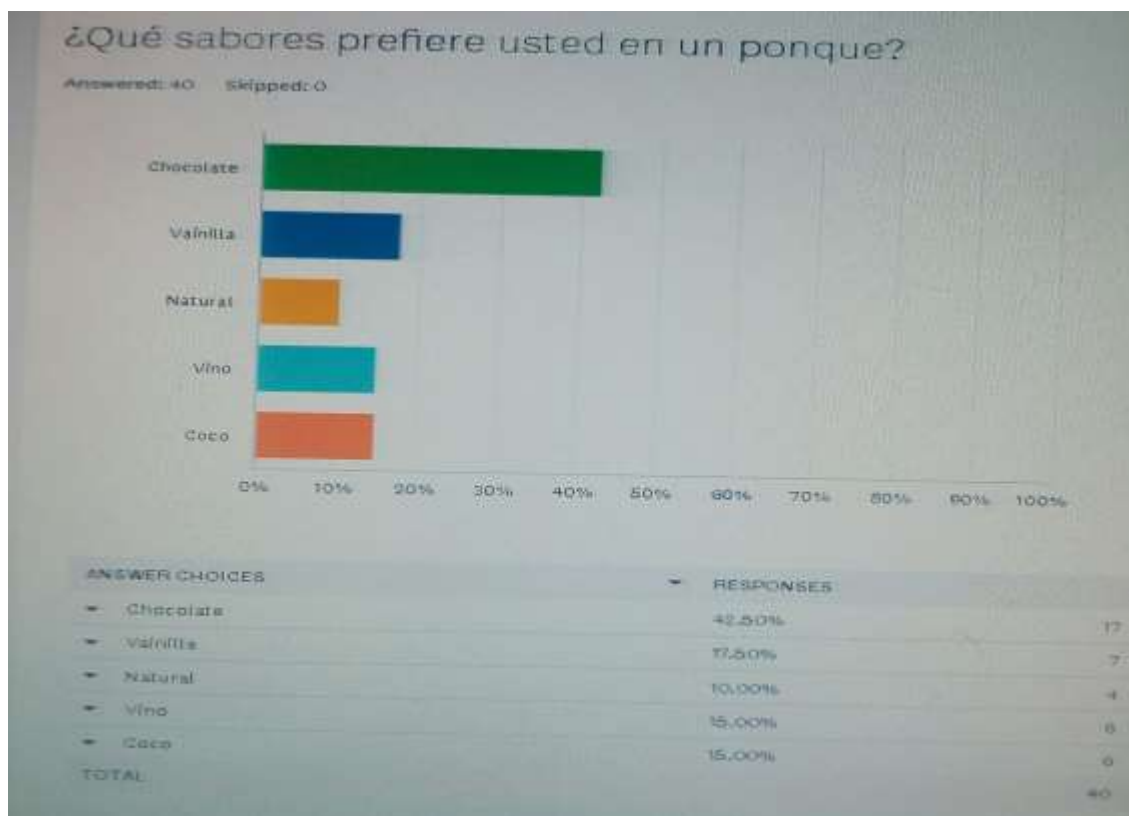 ¿Qué sabores prefiere usted en un ponque?
Answered: 40 Skipped: 0
Chocolate
Vainilla
Natural
Vino
Coco
0% 10% 20% 30% 40% 50% 60% 70% 80% 90% 100%
ANSWER CHOICES RESPONSES
Chocolate 42.50% 17
Vainilla 17.50% 7
Natural 10.00% 4
Vino 15.00% 6
Coco 15.00% 6
TOTAL 40